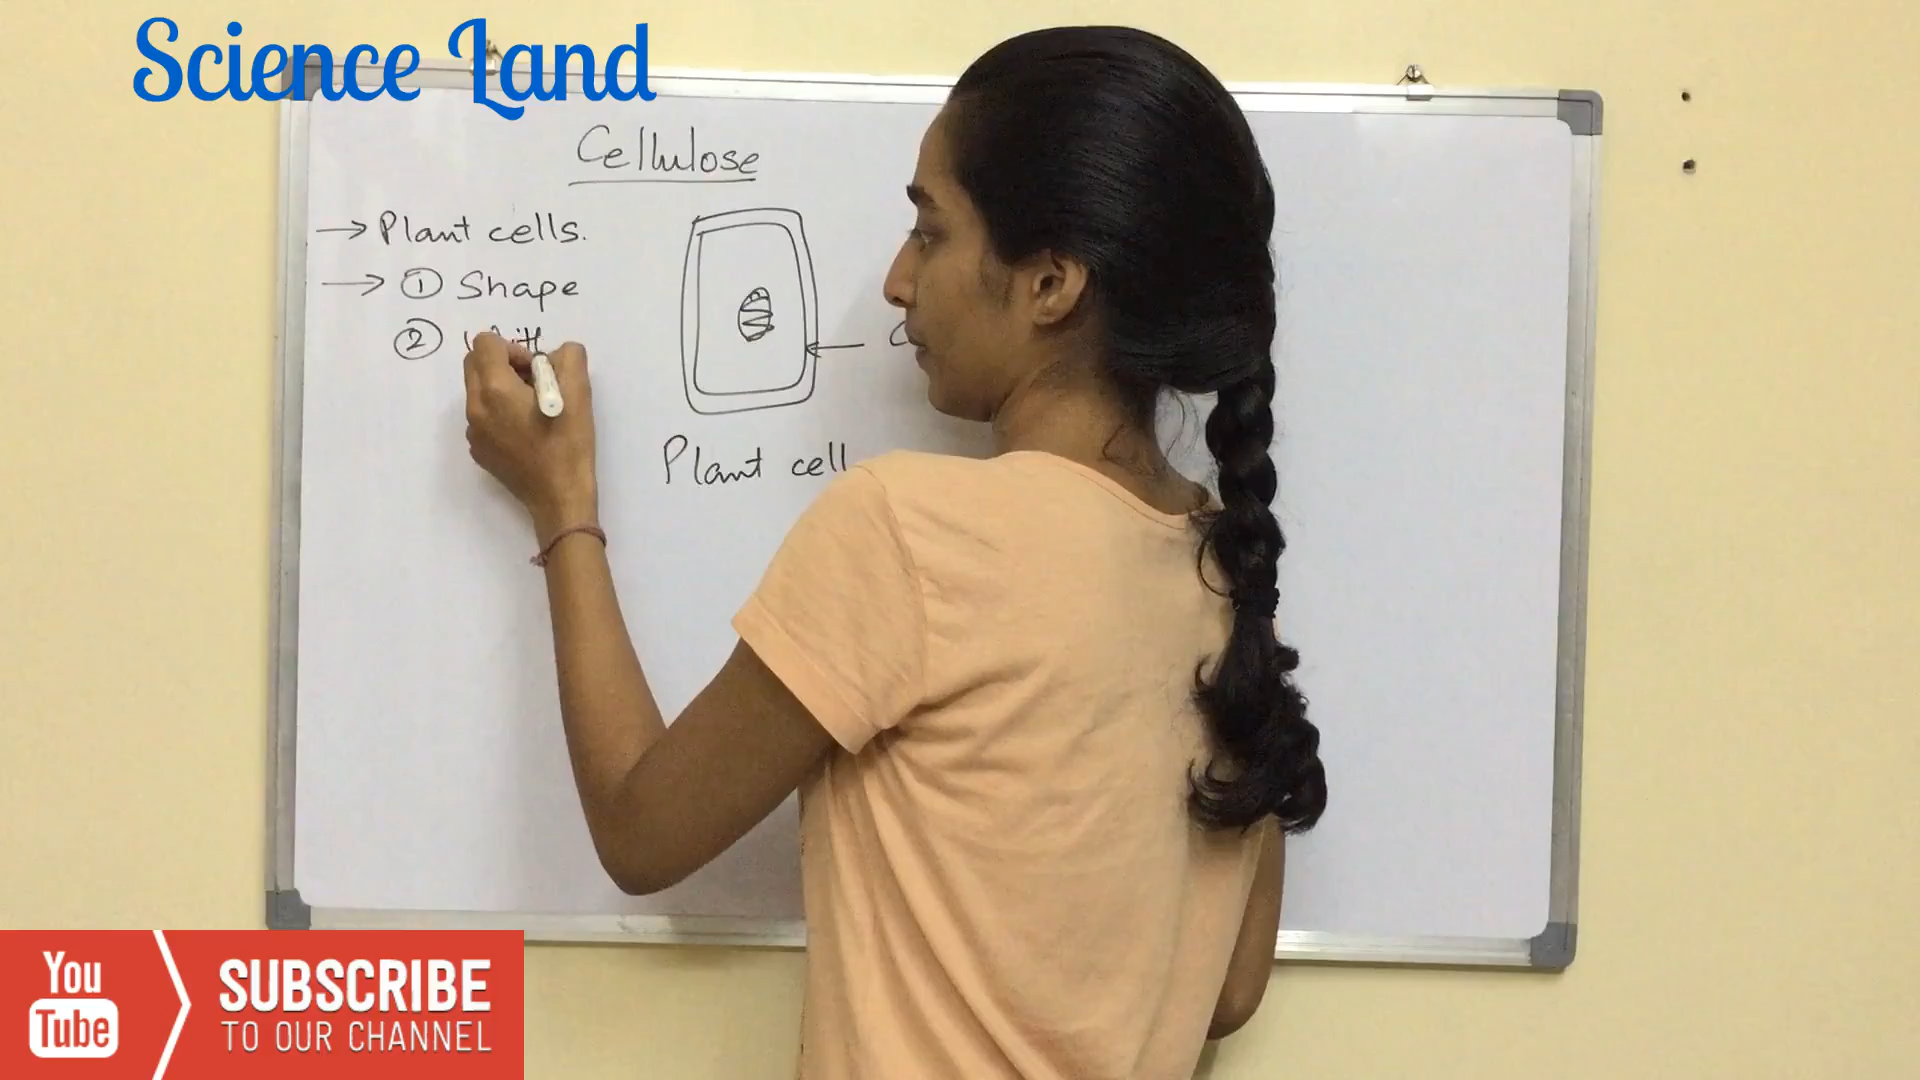 Science Land
Cellulose
→ Plant cells.
→ ① Shape
②
Plant cell
You
Tube
SUBSCRIBE
TO OUR CHANNEL